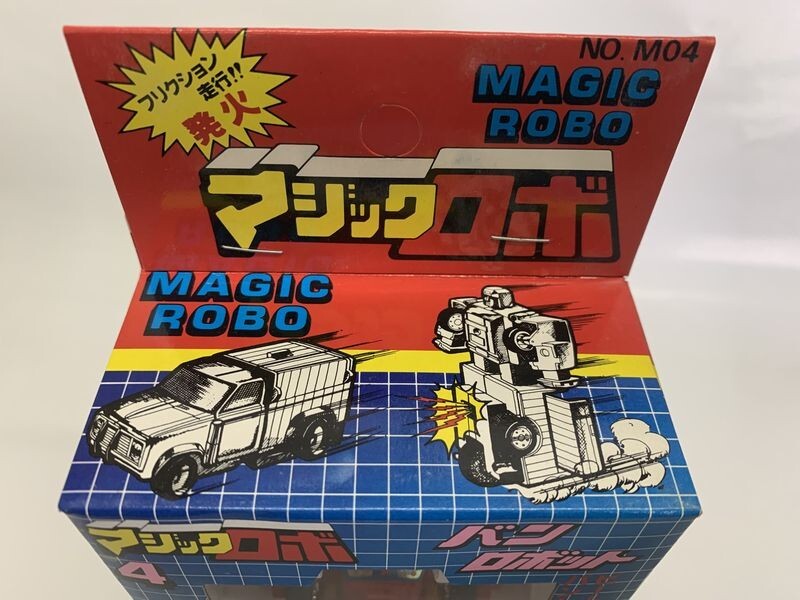 フリクション
走行!!
発火
NO. M04
MAGIC
ROBO
マジックロボ
MAGIC
ROBO
マジックロボ
4
バン
ロボット